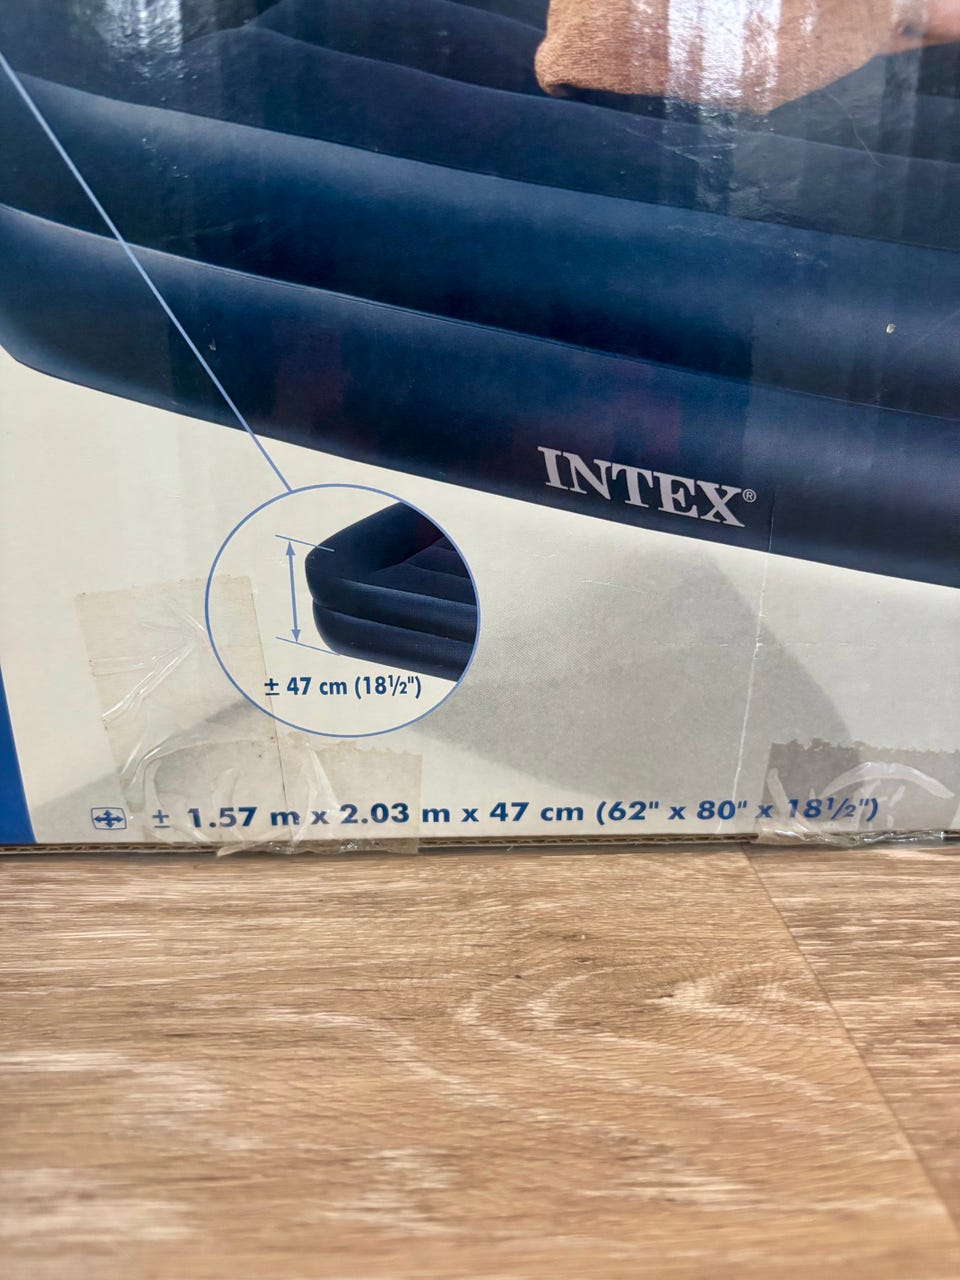 INTEX®
± 47 cm (18½")
± 1.57 m x 2.03 m x 47 cm (62" x 80" x 18½")